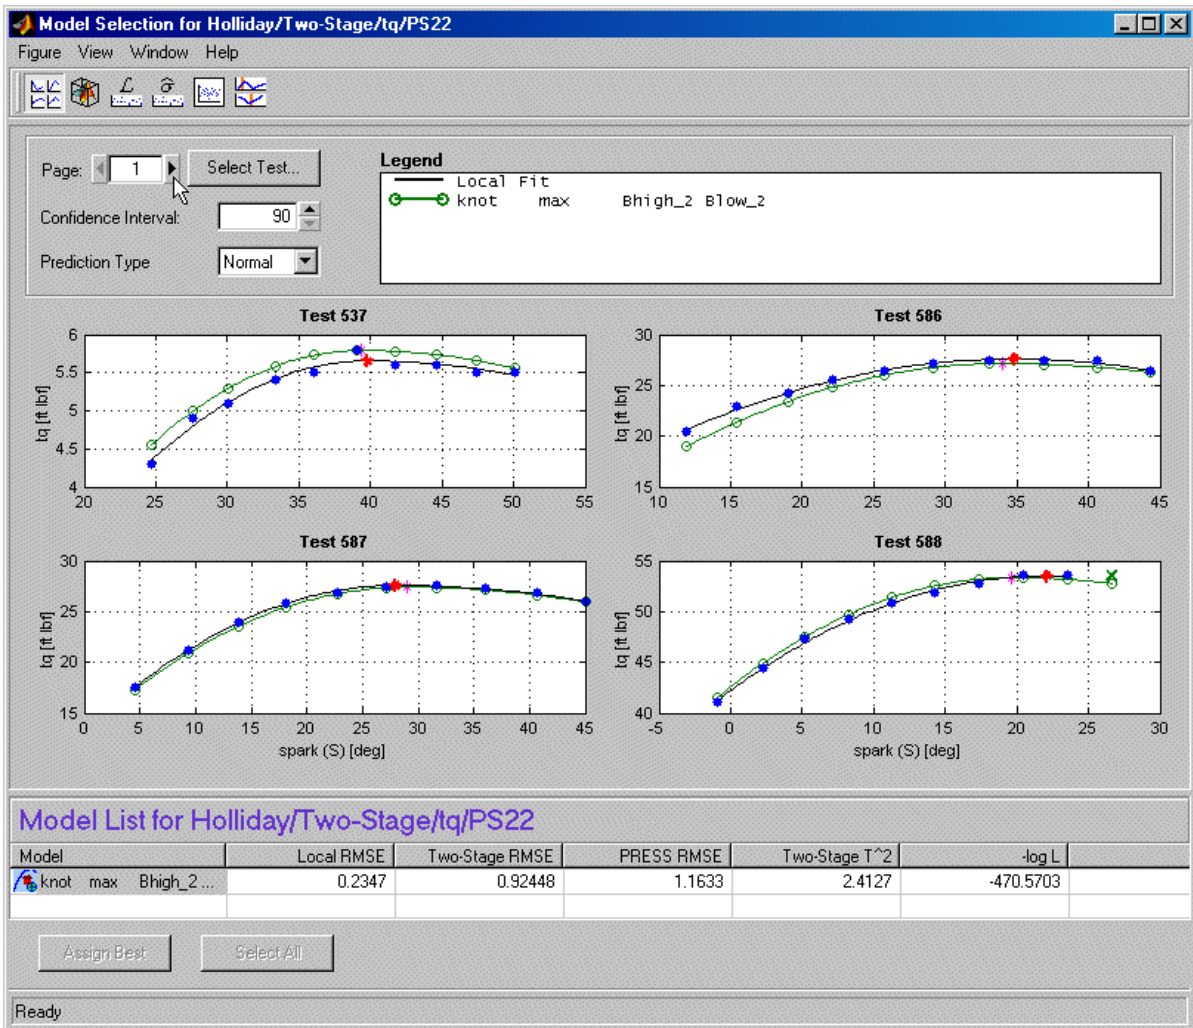 Model Selection for Holliday/Two-Stage/tq/PS22
Figure View Window Help
Page: 1 Select Test...
Confidence Interval: 90
Prediction Type Normal
Legend
Local Fit
knot max Bhigh_2 Blow_2
Test 537
6
5.5
5
4.5
4
tq [ft lbf]
20 25 30 35 40 45 50 55
Test 586
30
25
20
15
tq [ft lbf]
10 15 20 25 30 35 40 45
Test 587
30
25
20
15
tq [ft lbf]
0 5 10 15 20 25 30 35 40 45
spark (S) [deg]
Test 588
55
50
45
40
tq [ft lbf]
-5 0 5 10 15 20 25 30
spark (S) [deg]
Model List for Holliday/Two-Stage/tq/PS22
Model Local RMSE Two-Stage RMSE PRESS RMSE Two-Stage T^2 -log L
knot max Bhigh_2 ... 0.2347 0.92448 1.1633 2.4127 -470.5703
Assign Best Select All
Ready